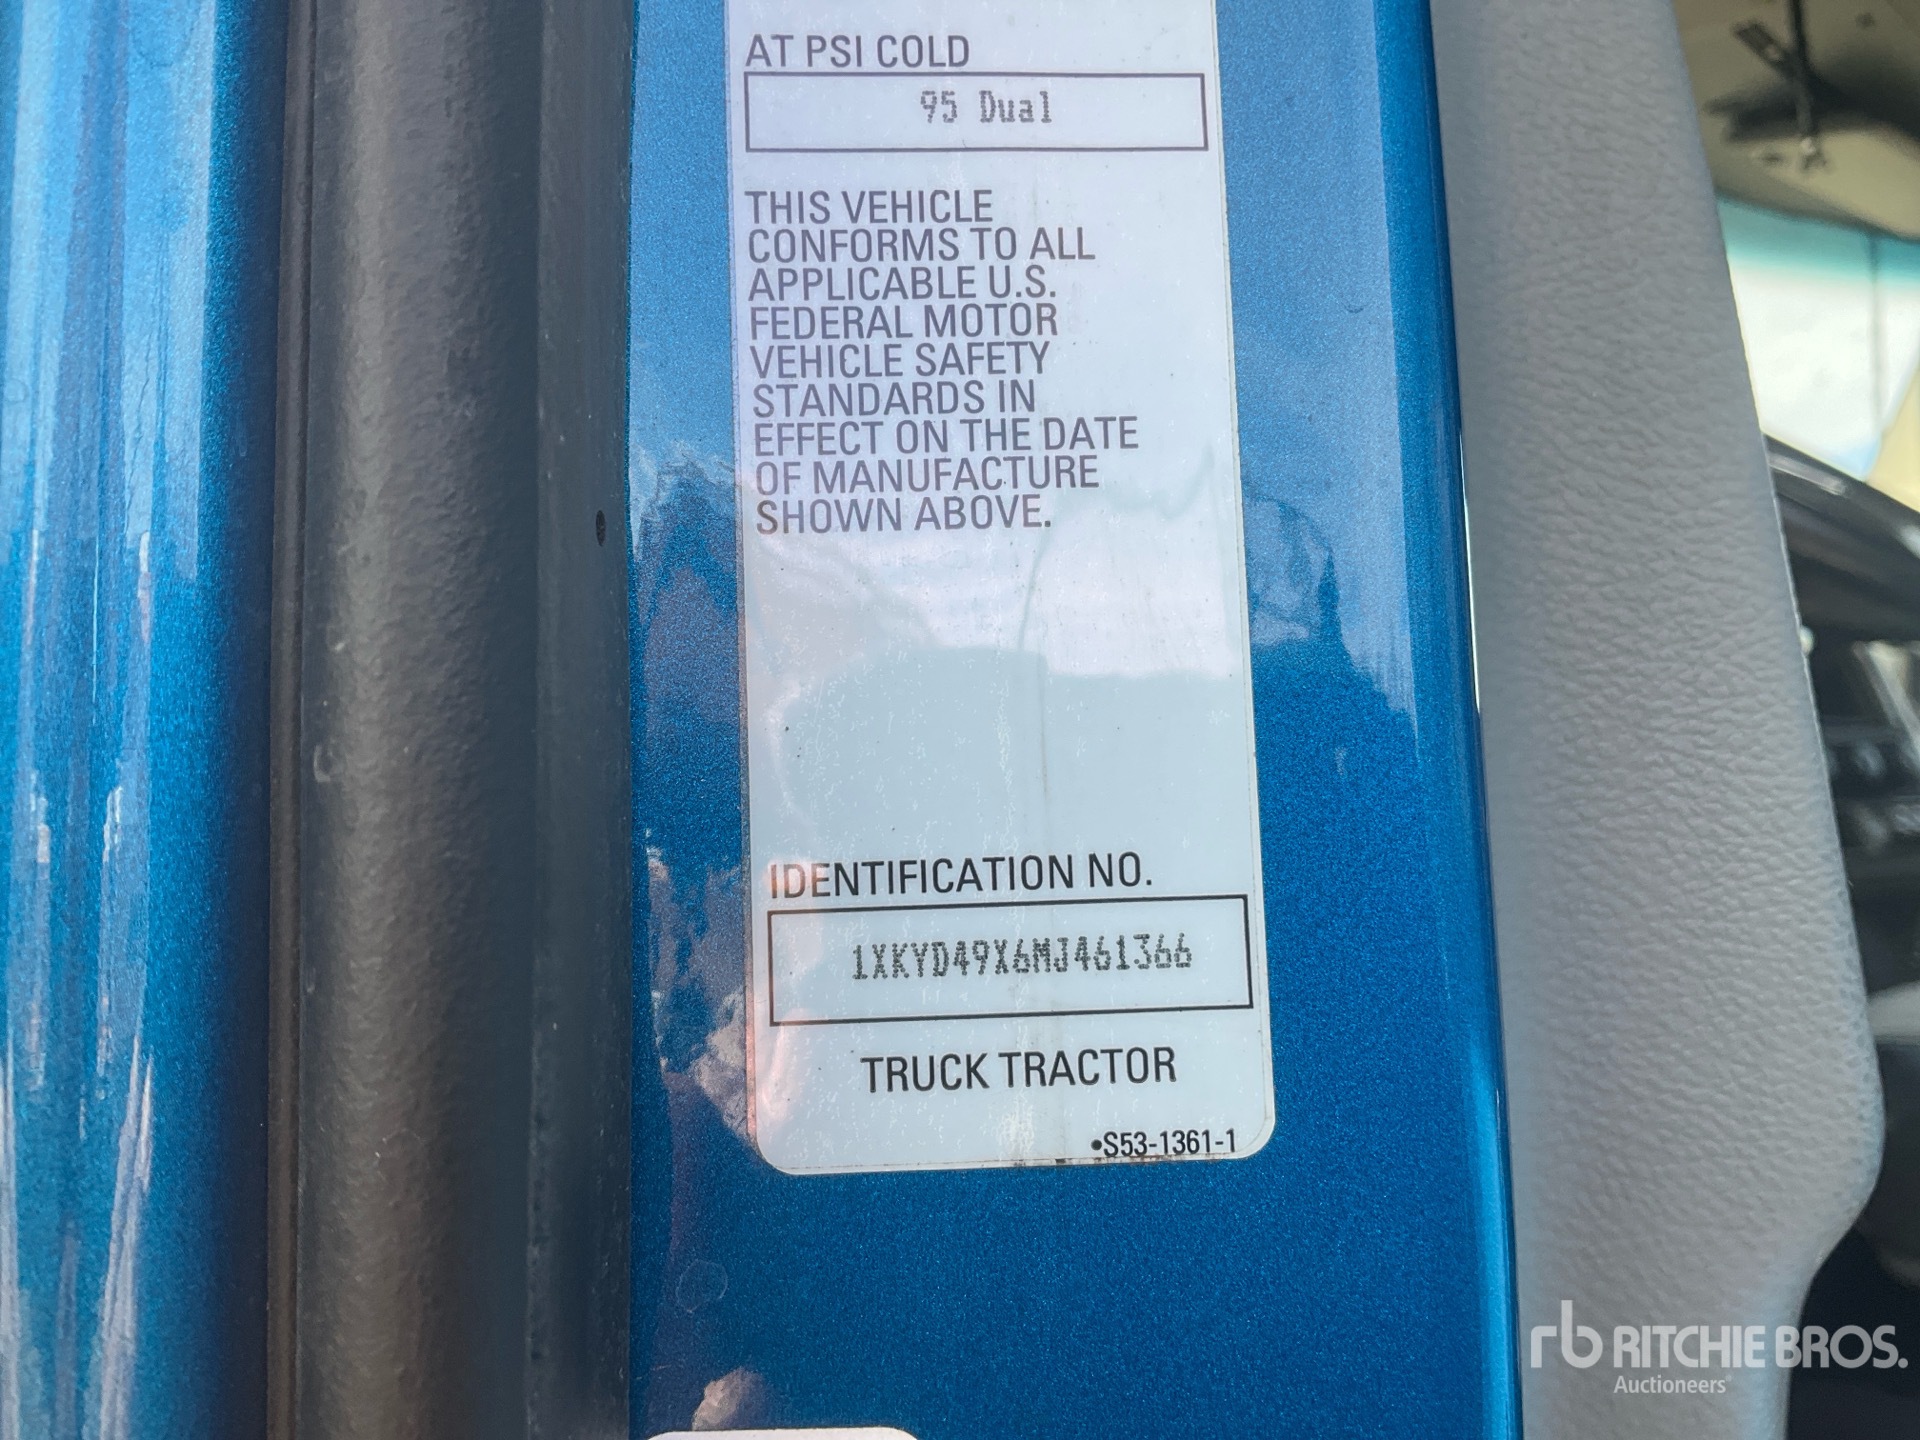 AT PSI COLD
95 Dual
THIS VEHICLE
CONFORMS TO ALL
APPLICABLE U.S.
FEDERAL MOTOR
VEHICLE SAFETY
STANDARDS IN
EFFECT ON THE DATE
OF MANUFACTURE
SHOWN ABOVE.
IDENTIFICATION NO.
1XKYD49X6MJ461366
TRUCK TRACTOR
•S53-1361-1
rb RITCHIE BROS.
Auctioneers